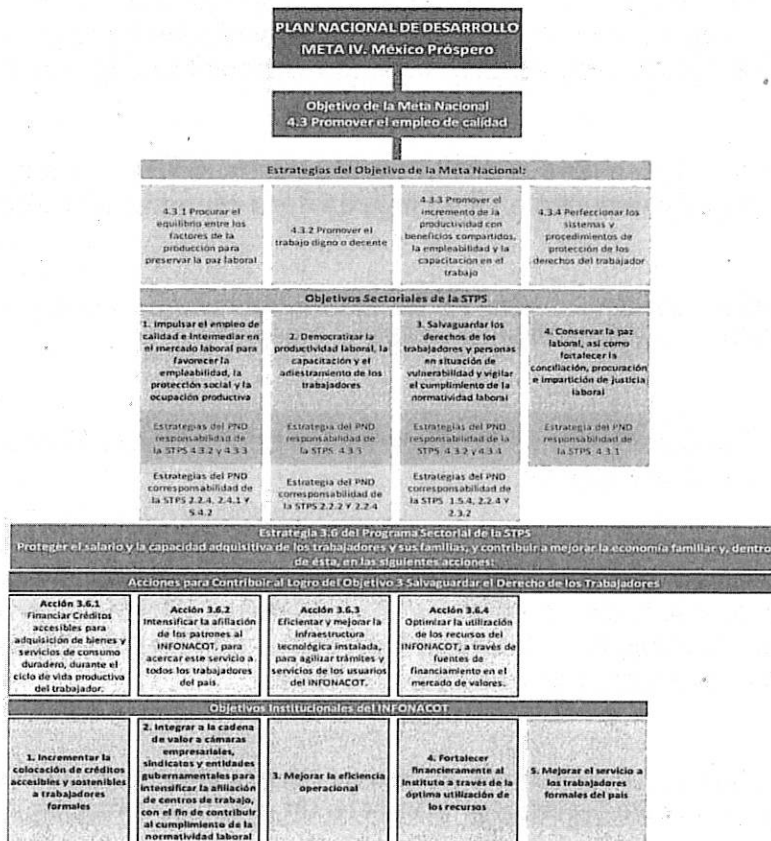 PLAN NACIONAL DE DESARROLLO
META IV. México Próspero
Objetivo de la Meta Nacional
4.3 Promover el empleo de calidad
Estrategias del Objetivo de la Meta Nacional:
4.3.1 Procurar el
equilibrio entre los
factores de la
producción para
preservar la paz laboral
4.3.2 Promover el
trabajo digno o decente
4.3.3 Promover el
incremento de la
productividad con
beneficios compartidos,
la empleabilidad y la
capacitación en el
trabajo
4.3.4 Perfeccionar los
sistemas y
procedimientos de
protección de los
derechos del trabajador
Objetivos Sectoriales de la STPS
1. Impulsar el empleo de
calidad e intermediar en
el mercado laboral para
favorecer la
empleabilidad, la
protección social y la
ocupación productiva
2. Democratizar la
productividad laboral, la
capacitación y el
adiestramiento de los
trabajadores
3. Salvaguardar los
derechos de los
trabajadores y personas
en situación de
vulnerabilidad y vigilar
el cumplimiento de la
normatividad laboral
4. Conservar la paz
laboral, así como
fortalecer la
conciliación, procuración
e impartición de justicia
laboral
Estrategias del PND
responsabilidad de
la STPS 4.3.2 y 4.3.3
Estrategia del PND
responsabilidad de
la STPS 4.3.3
Estrategias del PND
responsabilidad de la
STPS 4.3.2 y 4.3.4
Estrategia del PND
responsabilidad de
la STPS 4.3.1
Estrategias del PND
corresponsabilidad de
la STPS 2.2.4, 2.4.1 Y
5.4.2
Estrategia del PND
corresponsabilidad de
la STPS 2.2.2 Y 2.2.4
Estrategia del PND
corresponsabilidad de
la STPS 1.5.4, 2.2.4 Y
2.3.2
Estrategia 3.6 del Programa Sectorial de la STPS
Proteger el salario y la capacidad adquisitiva de los trabajadores y sus familias, y contribuir a mejorar la economía familiar y, dentro
de ésta, en las siguientes acciones:
Acciones para Contribuir al Logro del Objetivo 3 Salvaguardar el Derecho de los Trabajadores
Acción 3.6.1
Financiar Créditos
accesibles para
adquisición de bienes y
servicios de consumo
duradero, durante el
ciclo de vida productiva
del trabajador.
Acción 3.6.2
Intensificar la afiliación
de los patrones al
INFONACOT, para
acercar este servicio a
todos los trabajadores
del país.
Acción 3.6.3
Eficientar y mejorar la
infraestructura
tecnológica instalada,
para agilizar trámites y
servicios de los usuarios
del INFONACOT.
Acción 3.6.4
Optimizar la utilización
de los recursos del
INFONACOT, a través de
fuentes de
financiamiento en el
mercado de valores.
Objetivos Institucionales del INFONACOT
1. Incrementar la
colocación de créditos
accesibles y sostenibles
a trabajadores
formales
2. Integrar a la cadena
de valor a cámaras
empresariales,
sindicatos y entidades
gubernamentales para
intensificar la afiliación
de centros de trabajo,
con el fin de contribuir
al cumplimiento de la
normatividad laboral
3. Mejorar la eficiencia
operacional
4. Fortalecer
financieramente al
Instituto a través de la
óptima utilización de
los recursos
5. Mejorar el servicio a
los trabajadores
formales del país